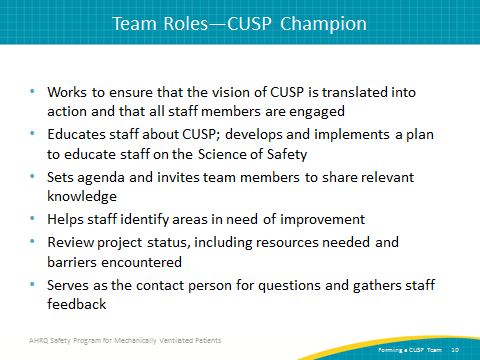 Team Roles—CUSP Champion
• Works to ensure that the vision of CUSP is translated into
action and that all staff members are engaged
• Educates staff about CUSP; develops and implements a plan
to educate staff on the Science of Safety
• Sets agenda and invites team members to share relevant
knowledge
• Helps staff identify areas in need of improvement
• Review project status, including resources needed and
barriers encountered
• Serves as the contact person for questions and gathers staff
feedback
AHRQ Safety Program for Mechanically Ventilated Patients
Forming a CUSP Team 10